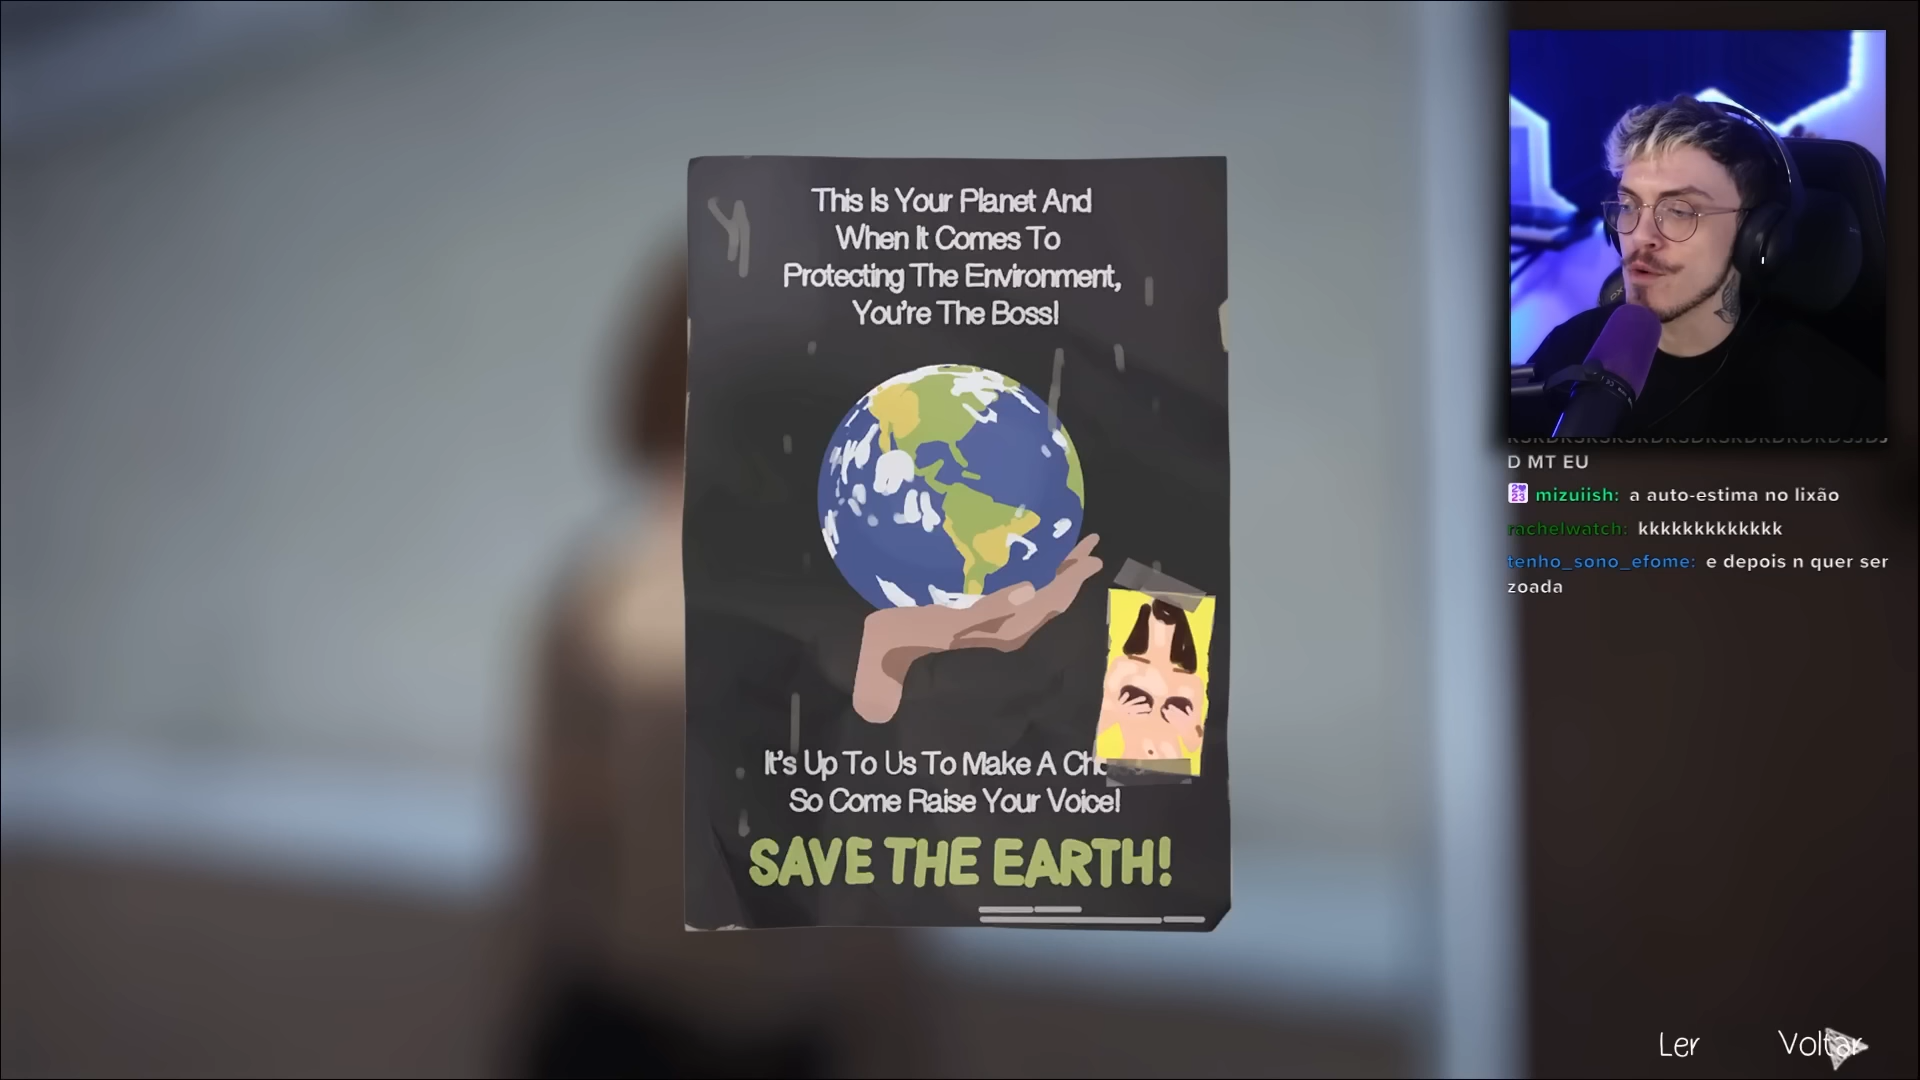 This Is Your Planet And
When It Comes To
Protecting The Environment,
You're The Boss!
It's Up To Us To Make A
So Come Raise Your Voice!
SAVE THE EARTH!
D MT EU
mizuiish: a auto-estima no lixão
rachelwatch: kkkkkkkkkkkkk
tenho_sono_efome: e depois n quer ser
zoada
Ler
Voltar